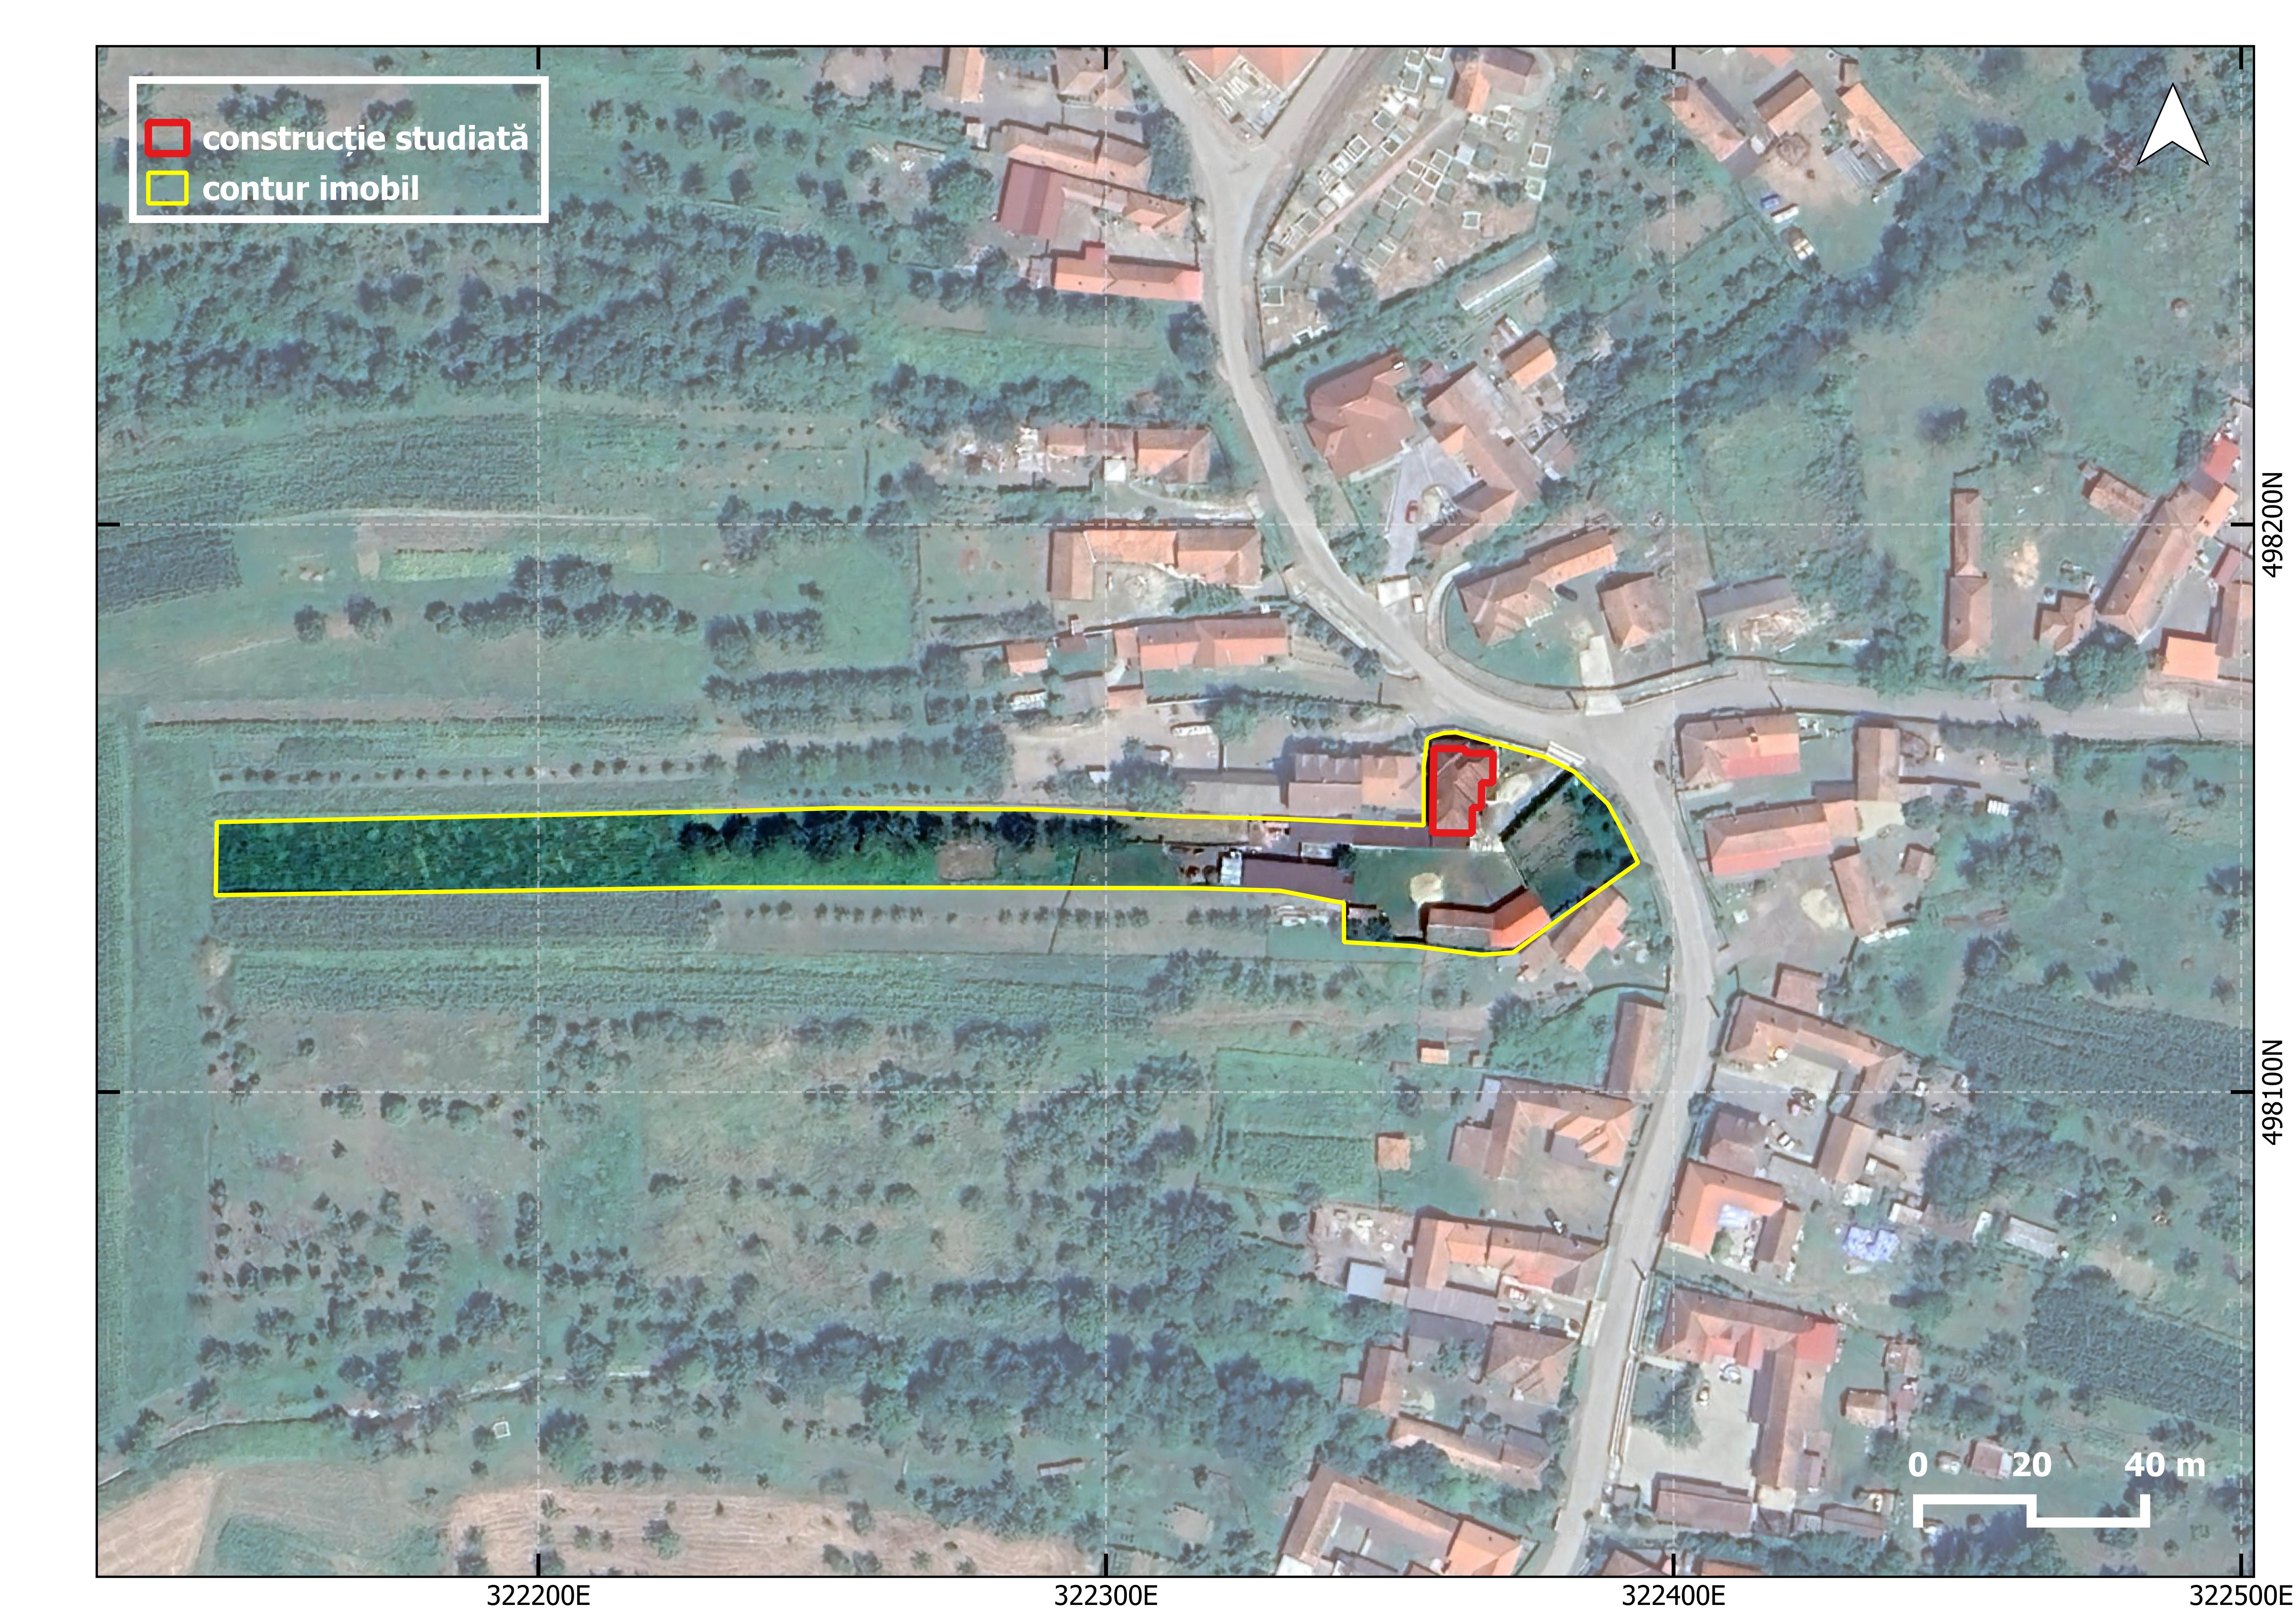 construcție studiată
contur imobil
498200N
498100N
0 20 40 m
322200E 322300E 322400E 322500E